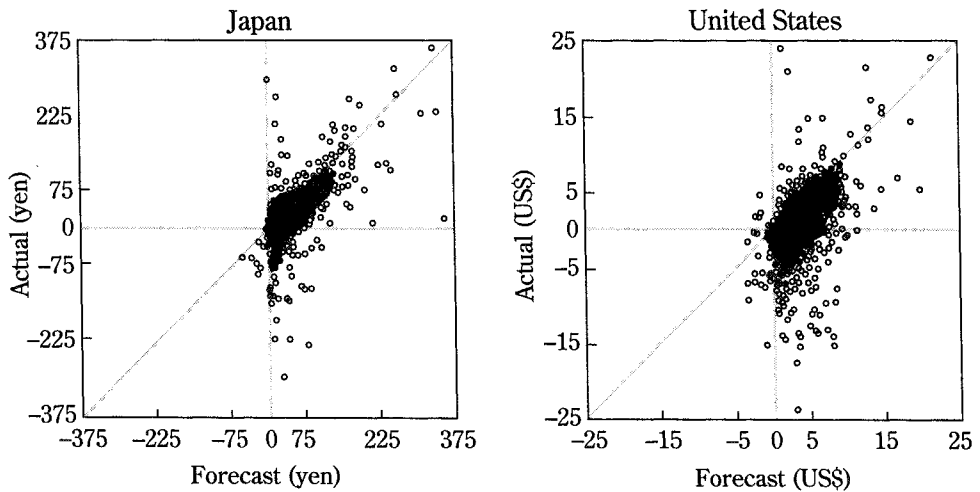 Japan
375
225
75
0
−75
−225
−375
Actual (yen)
−375 −225 −75 0 75 225 375
Forecast (yen)
United States
25
15
5
0
−5
−15
−25
Actual (US$)
−25 −15 −5 0 5 15 25
Forecast (US$)